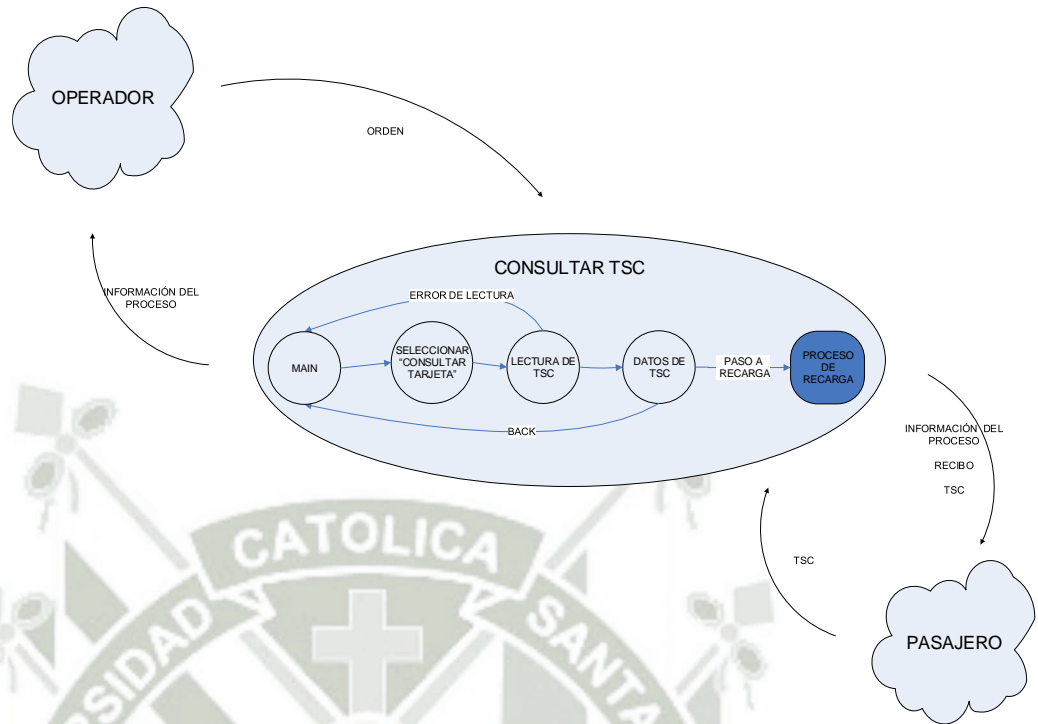 OPERADOR
ORDEN
INFORMACIÓN DEL
PROCESO
CONSULTAR TSC
ERROR DE LECTURA
MAIN
SELECCIONAR
“CONSULTAR
TARJETA”
LECTURA DE
TSC
DATOS DE
TSC
PASO A
RECARGA
PROCESO
DE
RECARGA
BACK
INFORMACIÓN DEL
PROCESO
RECIBO
TSC
TSC
PASAJERO
CATOLICA
SANTA